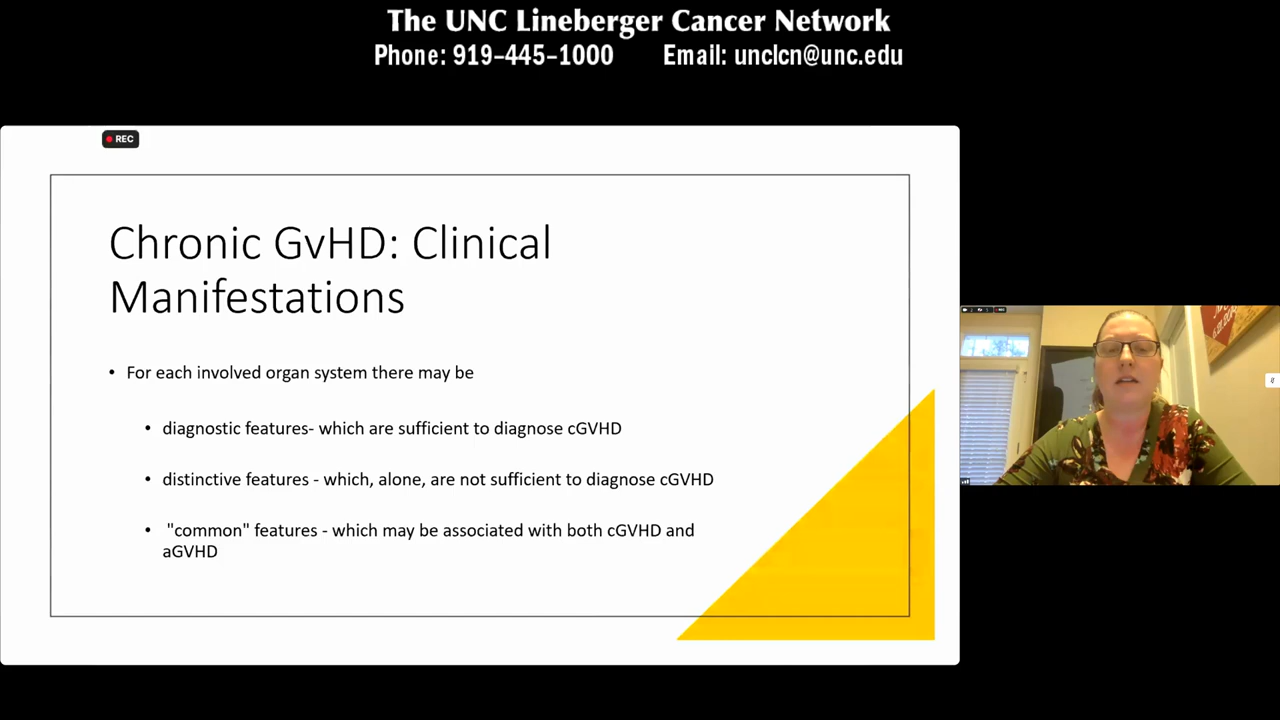 The UNC Lineberger Cancer Network
Phone: 919-445-1000 Email: unclcn@unc.edu
REC
Chronic GvHD: Clinical
Manifestations
• For each involved organ system there may be
• diagnostic features- which are sufficient to diagnose cGVHD
• distinctive features - which, alone, are not sufficient to diagnose cGVHD
• "common" features - which may be associated with both cGVHD and
aGVHD